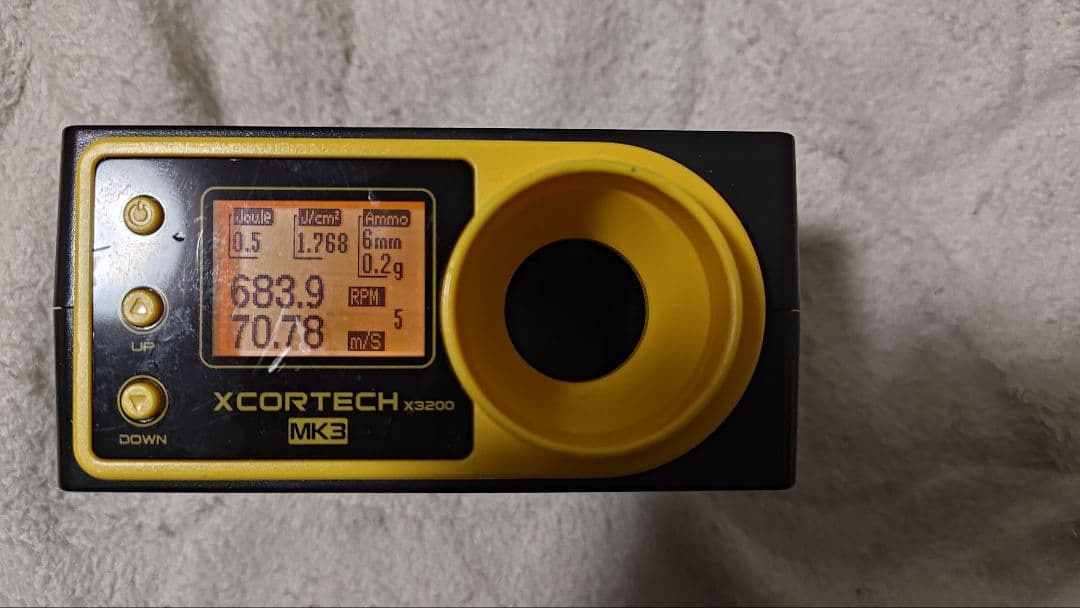 Joule J/cm² Ammo
0.5 1.768 6mm
0.2g
683.9 RPM
70.78 m/S 5
UP
XCORTECH X3200
MK3
DOWN